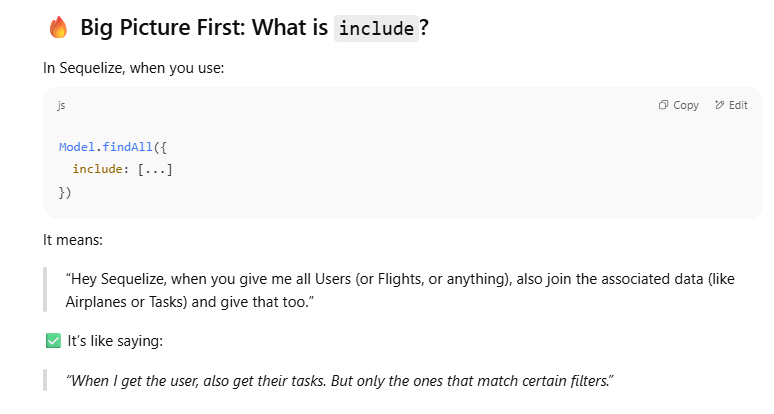 🔥 Big Picture First: What is include?
In Sequelize, when you use:
js
Copy Edit
Model.findAll({
  include: [...]
})
It means:
“Hey Sequelize, when you give me all Users (or Flights, or anything), also join the associated data (like
Airplanes or Tasks) and give that too.”
✅ It’s like saying:
“When I get the user, also get their tasks. But only the ones that match certain filters.”